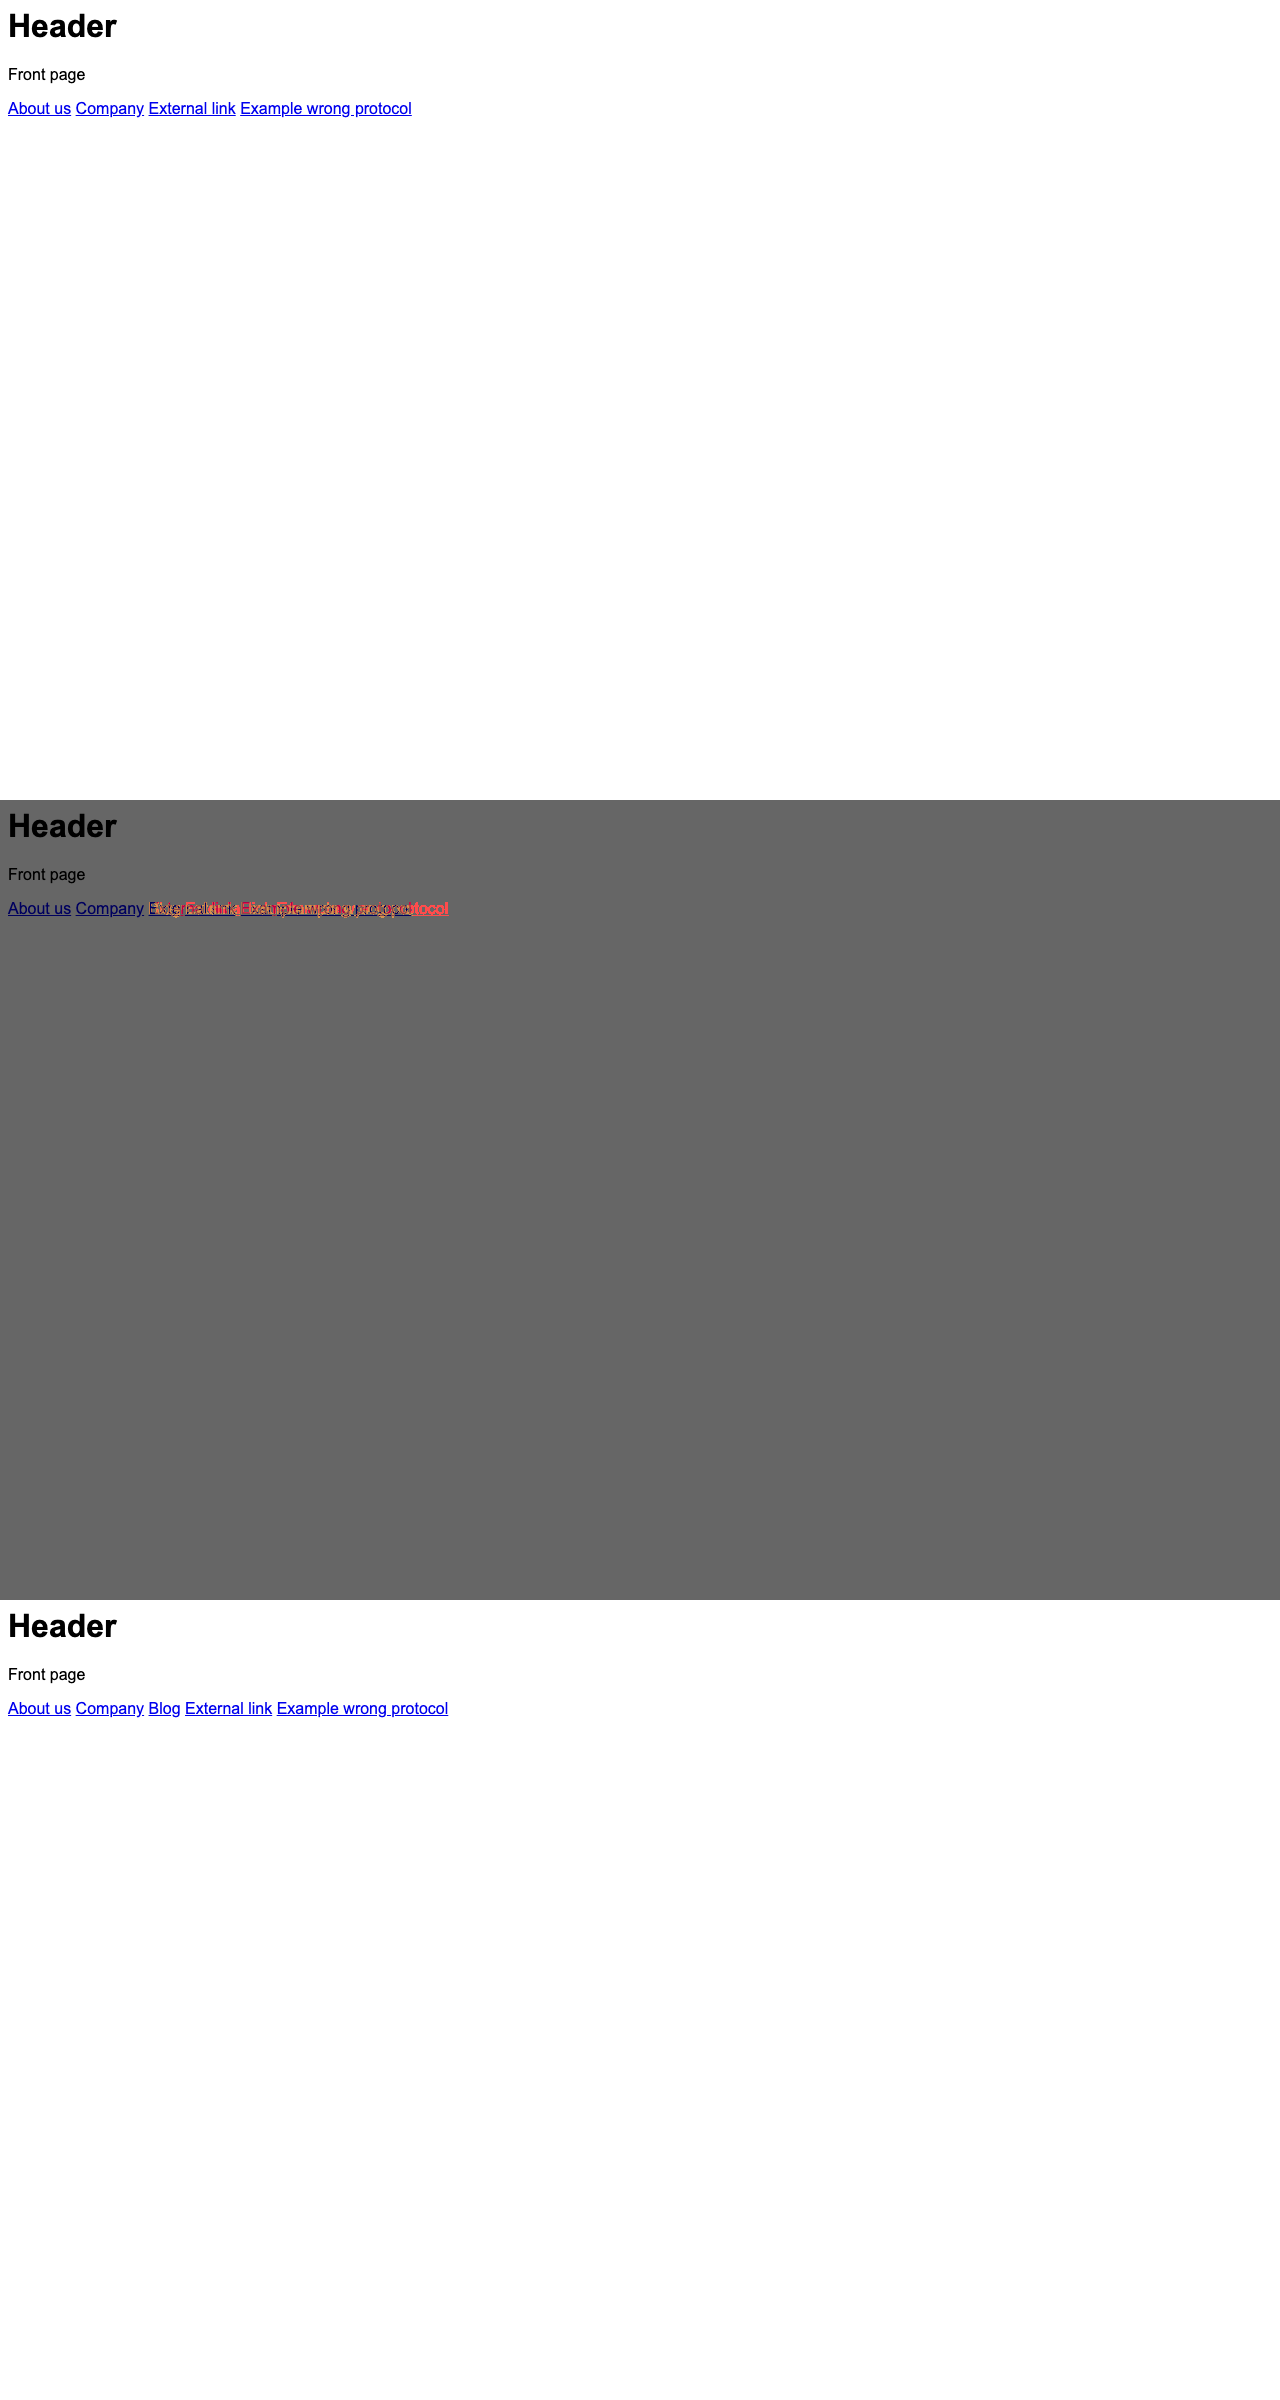 Header
Front page
About us Company External link Example wrong protocol
Header
Front page
About us Company
Header
Front page
About us Company Blog External link Example wrong protocol